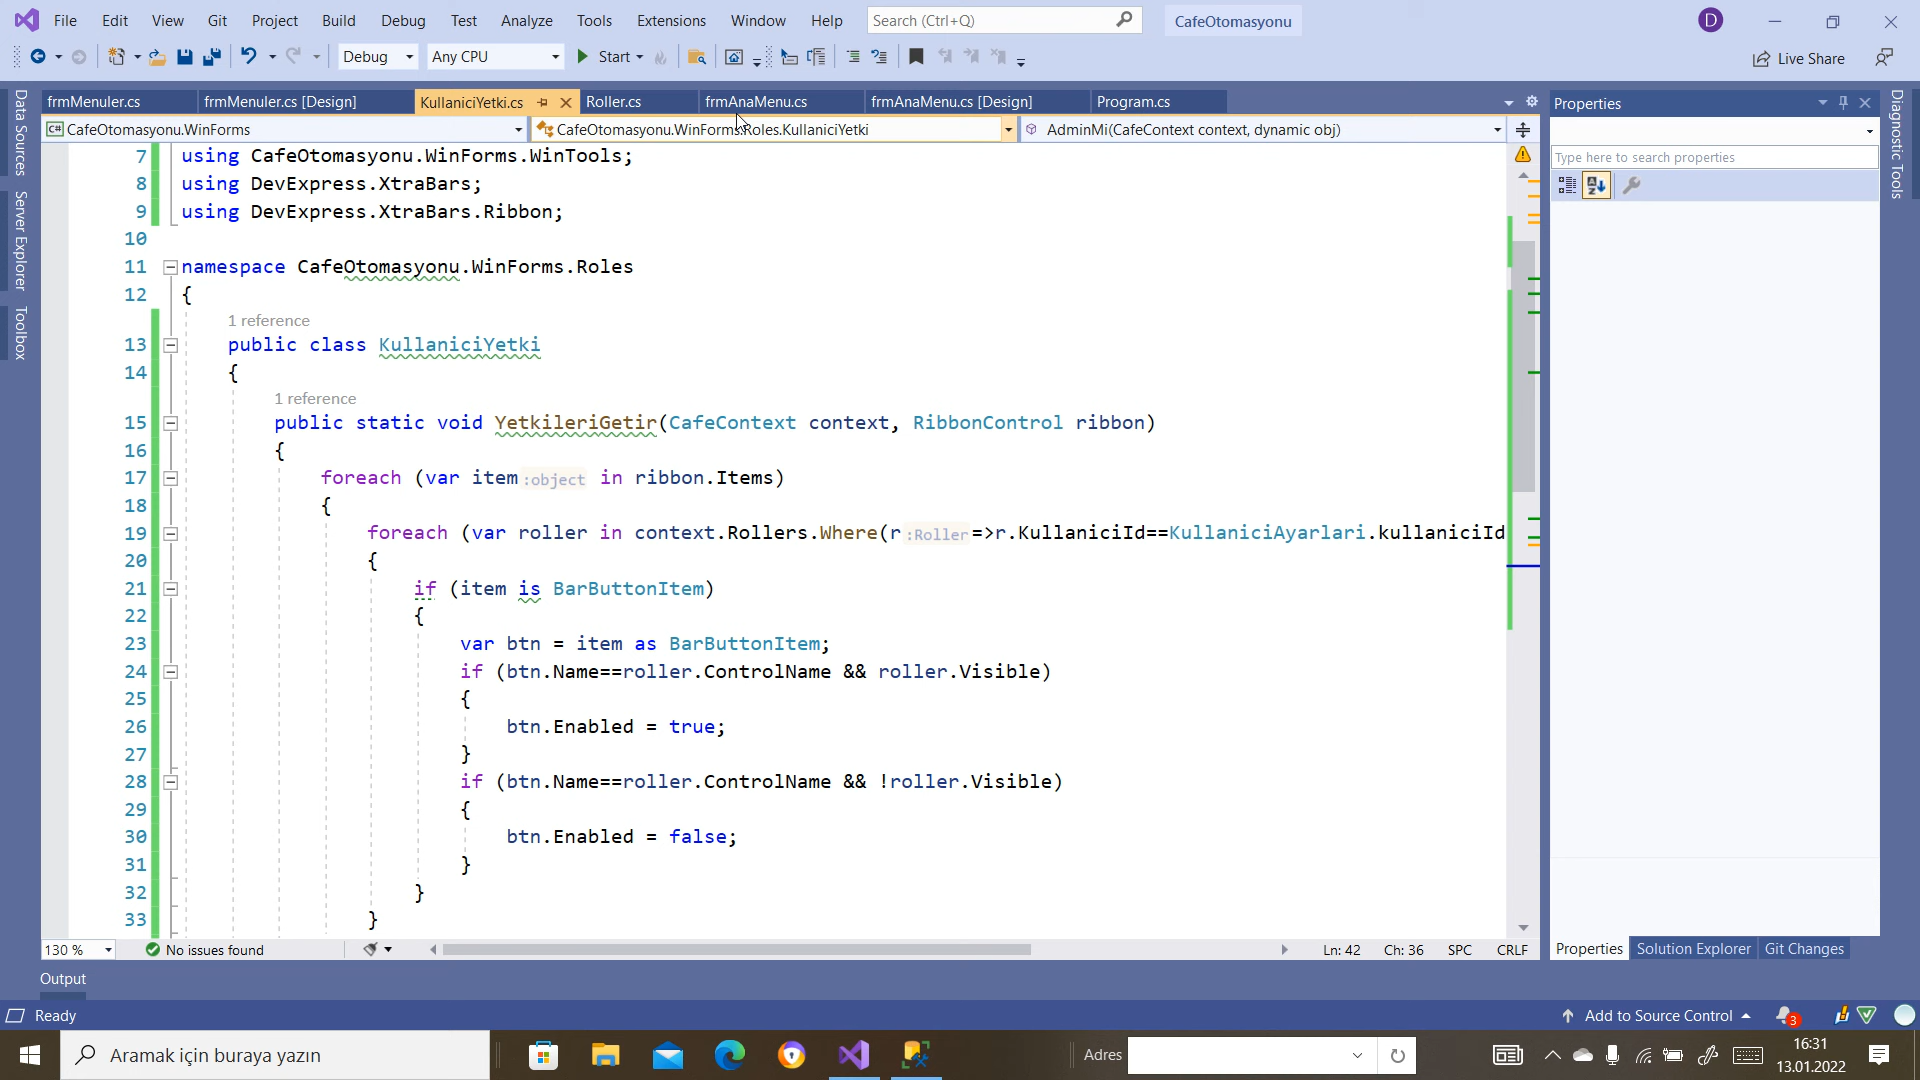 File Edit View Git Project Build Debug Test Analyze Tools Extensions Window Help Search (Ctrl+Q) CafeOtomasyonu D
Debug Any CPU Start Live Share
frmMenuler.cs frmMenuler.cs [Design] KullaniciYetki.cs Roller.cs frmAnaMenu.cs frmAnaMenu.cs [Design] Program.cs
C# CafeOtomasyonu.WinForms CafeOtomasyonu.WinForms.Roles.KullaniciYetki AdminMi(CafeContext context, dynamic obj)
7 using CafeOtomasyonu.WinForms.WinTools;
8 using DevExpress.XtraBars;
9 using DevExpress.XtraBars.Ribbon;
10
11 namespace CafeOtomasyonu.WinForms.Roles
12 {
1 reference
13 public class KullaniciYetki
14 {
1 reference
15 public static void YetkileriGetir(CafeContext context, RibbonControl ribbon)
16 {
17 foreach (var item :object in ribbon.Items)
18 {
19 foreach (var roller in context.Rollers.Where(r :Roller =>r.KullaniciId==KullaniciAyarlari.kullaniciId
20 {
21 if (item is BarButtonItem)
22 {
23 var btn = item as BarButtonItem;
24 if (btn.Name==roller.ControlName && roller.Visible)
25 {
26 btn.Enabled = true;
27 }
28 if (btn.Name==roller.ControlName && !roller.Visible)
29 {
30 btn.Enabled = false;
31 }
32 }
33 }
130 % No issues found Ln: 42 Ch: 36 SPC CRLF
Data Sources
Server Explorer
Toolbox
Properties
Type here to search properties
Properties Solution Explorer Git Changes
Diagnostic Tools
Output
Ready Add to Source Control 3
Aramak için buraya yazın Adres 16:31
13.01.2022